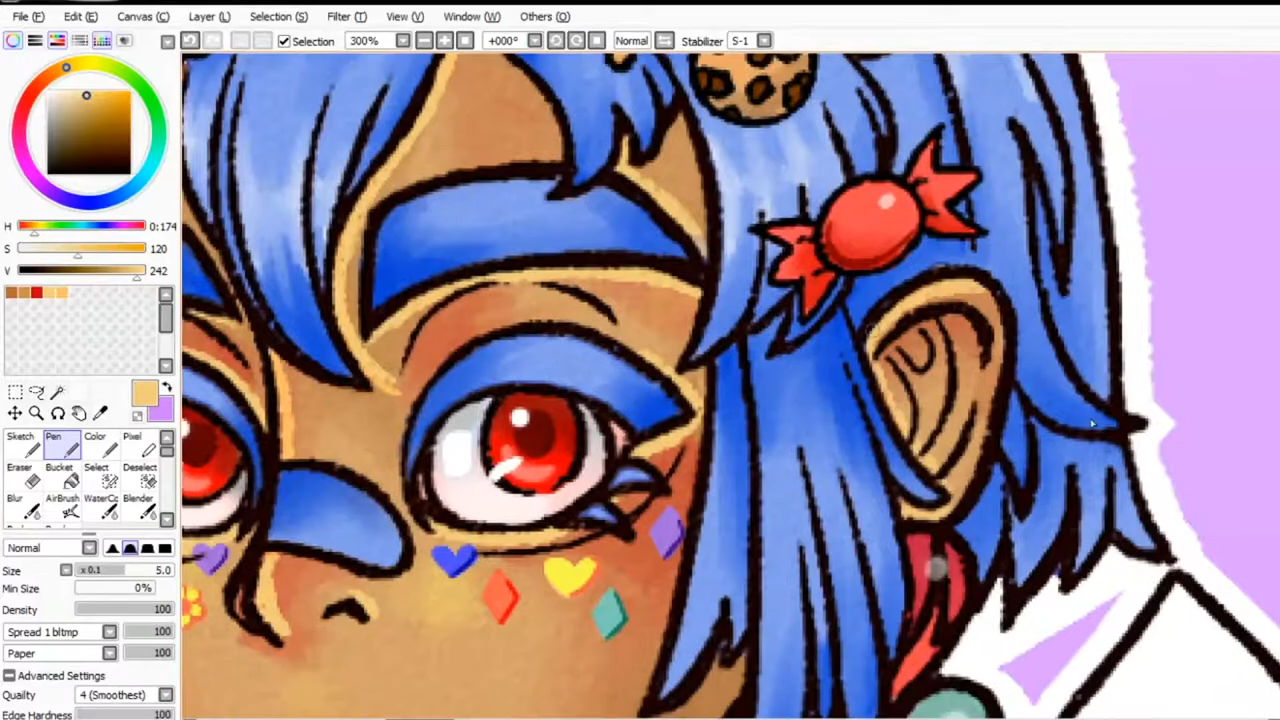 File (F) Edit (E) Canvas (C) Layer (L) Selection (S) Filter (T) View (V) Window (W) Others (O)
Selection 300% +000° Normal Stabilizer S-1
H 0:174
S 120
V 242
Sketch Pen Color Pixel
Eraser Bucket Select Deselect
Blur AirBrush WaterCo Blender
Normal
Size x 0.1 5.0
Min Size 0%
Density 100
Spread 1 bltmp 100
Paper 100
Advanced Settings
Quality 4 (Smoothest)
Edge Hardness 100